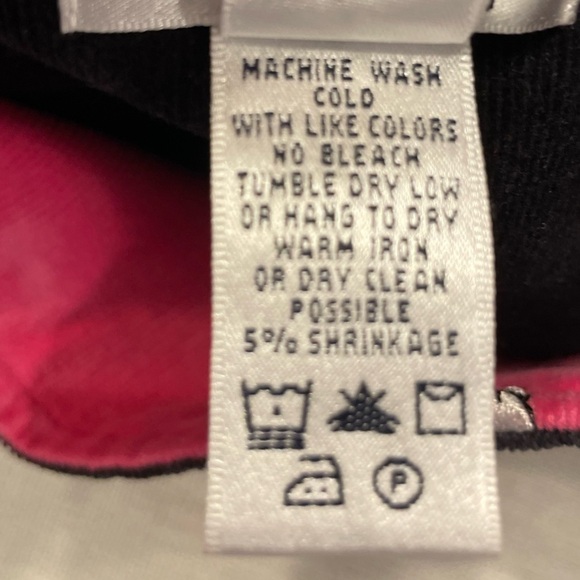 MACHINE WASH
COLD
WITH LIKE COLORS
NO BLEACH
TUMBLE DRY LOW
OR HANG TO DRY
WARM IRON
OR DRY CLEAN
POSSIBLE
5% SHRINKAGE
P